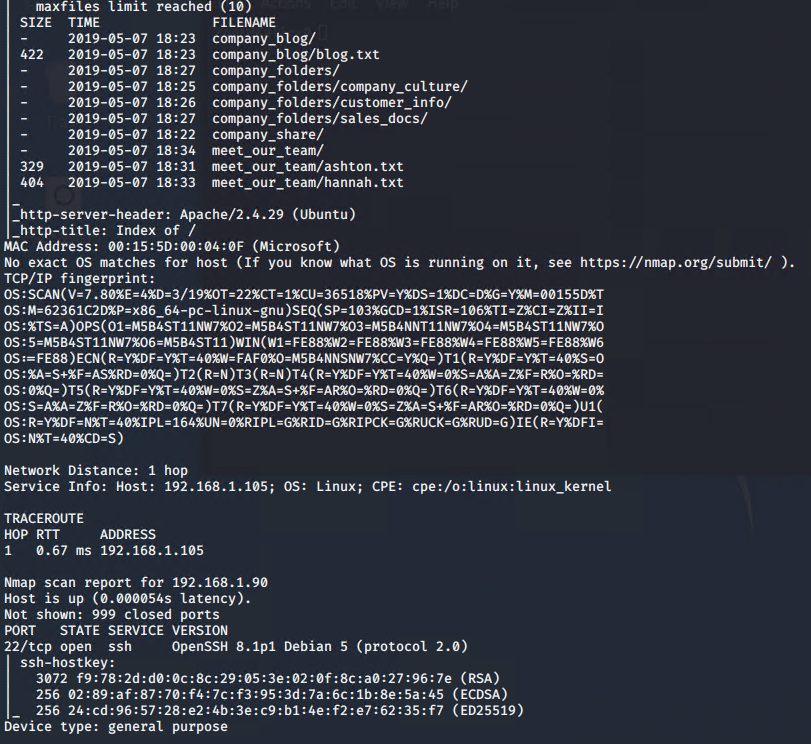 maxfiles limit reached (10)
SIZE TIME FILENAME
- 2019-05-07 18:23 company_blog/
422 2019-05-07 18:23 company_blog/blog.txt
- 2019-05-07 18:27 company_folders/
- 2019-05-07 18:25 company_folders/company_culture/
- 2019-05-07 18:26 company_folders/customer_info/
- 2019-05-07 18:27 company_folders/sales_docs/
- 2019-05-07 18:22 company_share/
- 2019-05-07 18:34 meet_our_team/
329 2019-05-07 18:31 meet_our_team/ashton.txt
404 2019-05-07 18:33 meet_our_team/hannah.txt
|_
|_http-server-header: Apache/2.4.29 (Ubuntu)
|_http-title: Index of /
MAC Address: 00:15:5D:00:04:0F (Microsoft)
No exact OS matches for host (If you know what OS is running on it, see https://nmap.org/submit/ ).
TCP/IP fingerprint:
OS:SCAN(V=7.80%E=4%D=3/19%OT=22%CT=1%CU=36518%PV=Y%DS=1%DC=D%G=Y%M=00155D%T
OS:M=62361C2D%P=x86_64-pc-linux-gnu)SEQ(SP=103%GCD=1%ISR=106%TI=Z%CI=Z%II=I
OS:%TS=A)OPS(O1=M5B4ST11NW7%O2=M5B4ST11NW7%O3=M5B4NNT11NW7%O4=M5B4ST11NW7%O
OS:5=M5B4ST11NW7%O6=M5B4ST11)WIN(W1=FE88%W2=FE88%W3=FE88%W4=FE88%W5=FE88%W6
OS:=FE88)ECN(R=Y%DF=Y%T=40%W=FAF0%O=M5B4NNSNW7%CC=Y%Q=)T1(R=Y%DF=Y%T=40%S=O
OS:%A=S+%F=AS%RD=0%Q=)T2(R=N)T3(R=N)T4(R=Y%DF=Y%T=40%W=0%S=A%A=Z%F=R%O=%RD=
OS:0%Q=)T5(R=Y%DF=Y%T=40%W=0%S=Z%A=S+%F=AR%O=%RD=0%Q=)T6(R=Y%DF=Y%T=40%W=0%
OS:S=A%A=Z%F=R%O=%RD=0%Q=)T7(R=Y%DF=Y%T=40%W=0%S=Z%A=S+%F=AR%O=%RD=0%Q=)U1(
OS:R=Y%DF=N%T=40%IPL=164%UN=0%RIPL=G%RID=G%RIPCK=G%RUCK=G%RUD=G)IE(R=Y%DFI=
OS:N%T=40%CD=S)
Network Distance: 1 hop
Service Info: Host: 192.168.1.105; OS: Linux; CPE: cpe:/o:linux:linux_kernel
TRACEROUTE
HOP RTT ADDRESS
1 0.67 ms 192.168.1.105
Nmap scan report for 192.168.1.90
Host is up (0.000054s latency).
Not shown: 999 closed ports
PORT STATE SERVICE VERSION
22/tcp open ssh OpenSSH 8.1p1 Debian 5 (protocol 2.0)
| ssh-hostkey:
| 3072 f9:78:2d:d0:0c:8c:29:05:3e:02:0f:8c:a0:27:96:7e (RSA)
| 256 02:89:af:87:70:f4:7c:f3:95:3d:7a:6c:1b:8e:5a:45 (ECDSA)
|_ 256 24:cd:96:57:28:e2:4b:3e:c9:b1:4e:f2:e7:62:35:f7 (ED25519)
Device type: general purpose